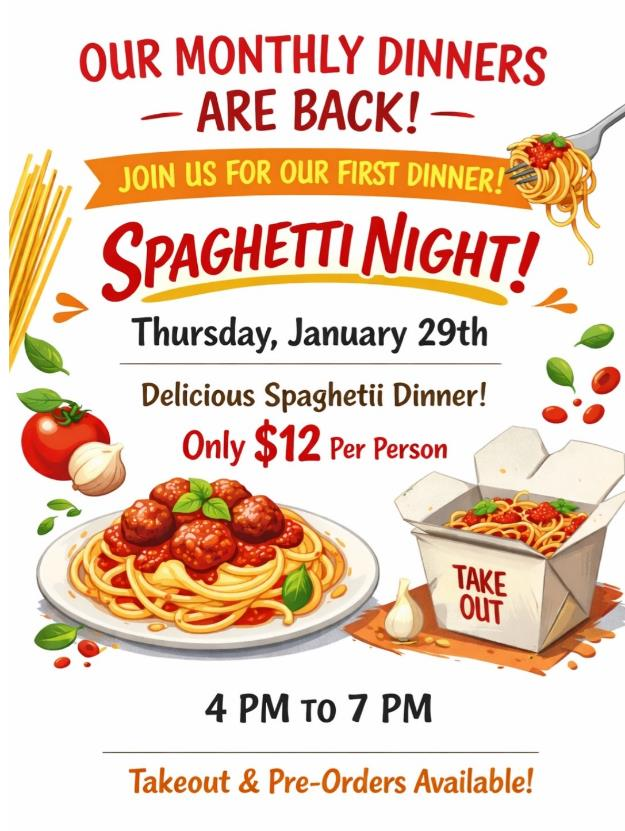 OUR MONTHLY DINNERS
ARE BACK!
JOIN US FOR OUR FIRST DINNER!
SPAGHETTI NIGHT!
Thursday, January 29th
Delicious Spaghetii Dinner!
Only $12 Per Person
TAKE
OUT
4 PM TO 7 PM
Takeout & Pre-Orders Available!